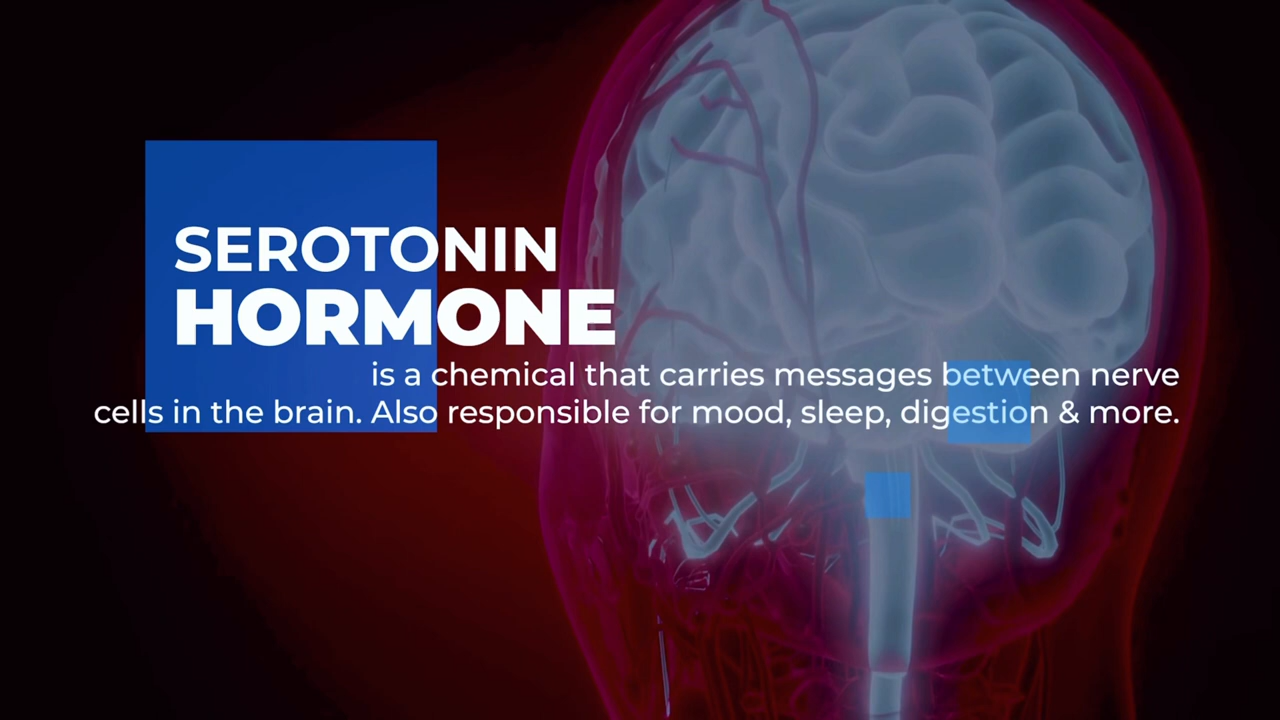 SEROTONIN
HORMONE
is a chemical that carries messages between nerve
cells in the brain. Also responsible for mood, sleep, digestion & more.